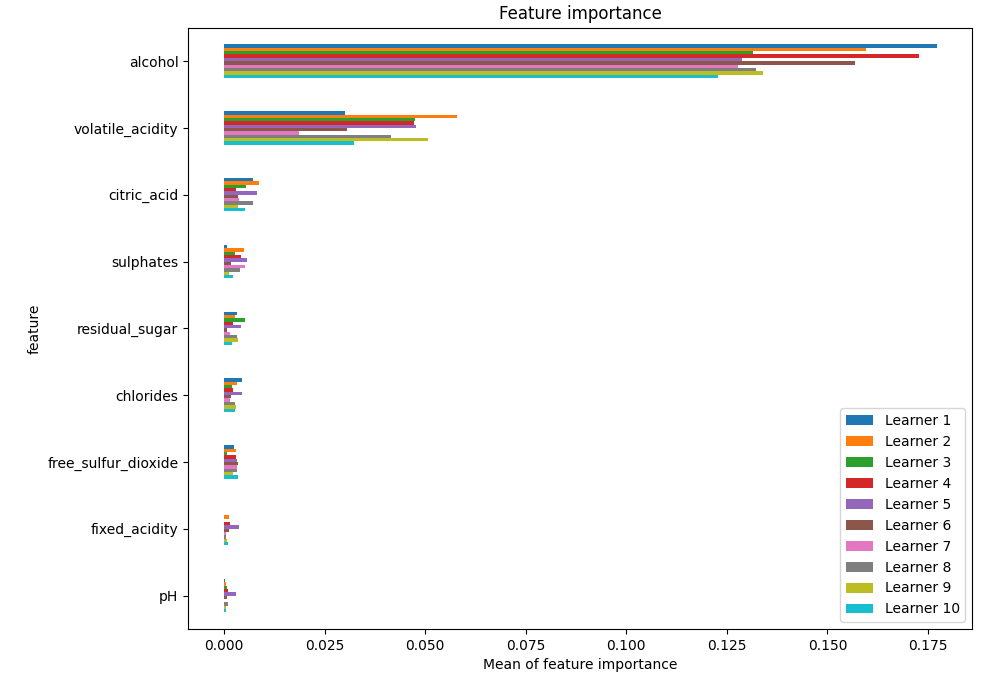 Feature importance
alcohol
volatile_acidity
citric_acid
sulphates
residual_sugar
chlorides
free_sulfur_dioxide
fixed_acidity
pH
feature
Learner 1
Learner 2
Learner 3
Learner 4
Learner 5
Learner 6
Learner 7
Learner 8
Learner 9
Learner 10
0.000 0.025 0.050 0.075 0.100 0.125 0.150 0.175
Mean of feature importance